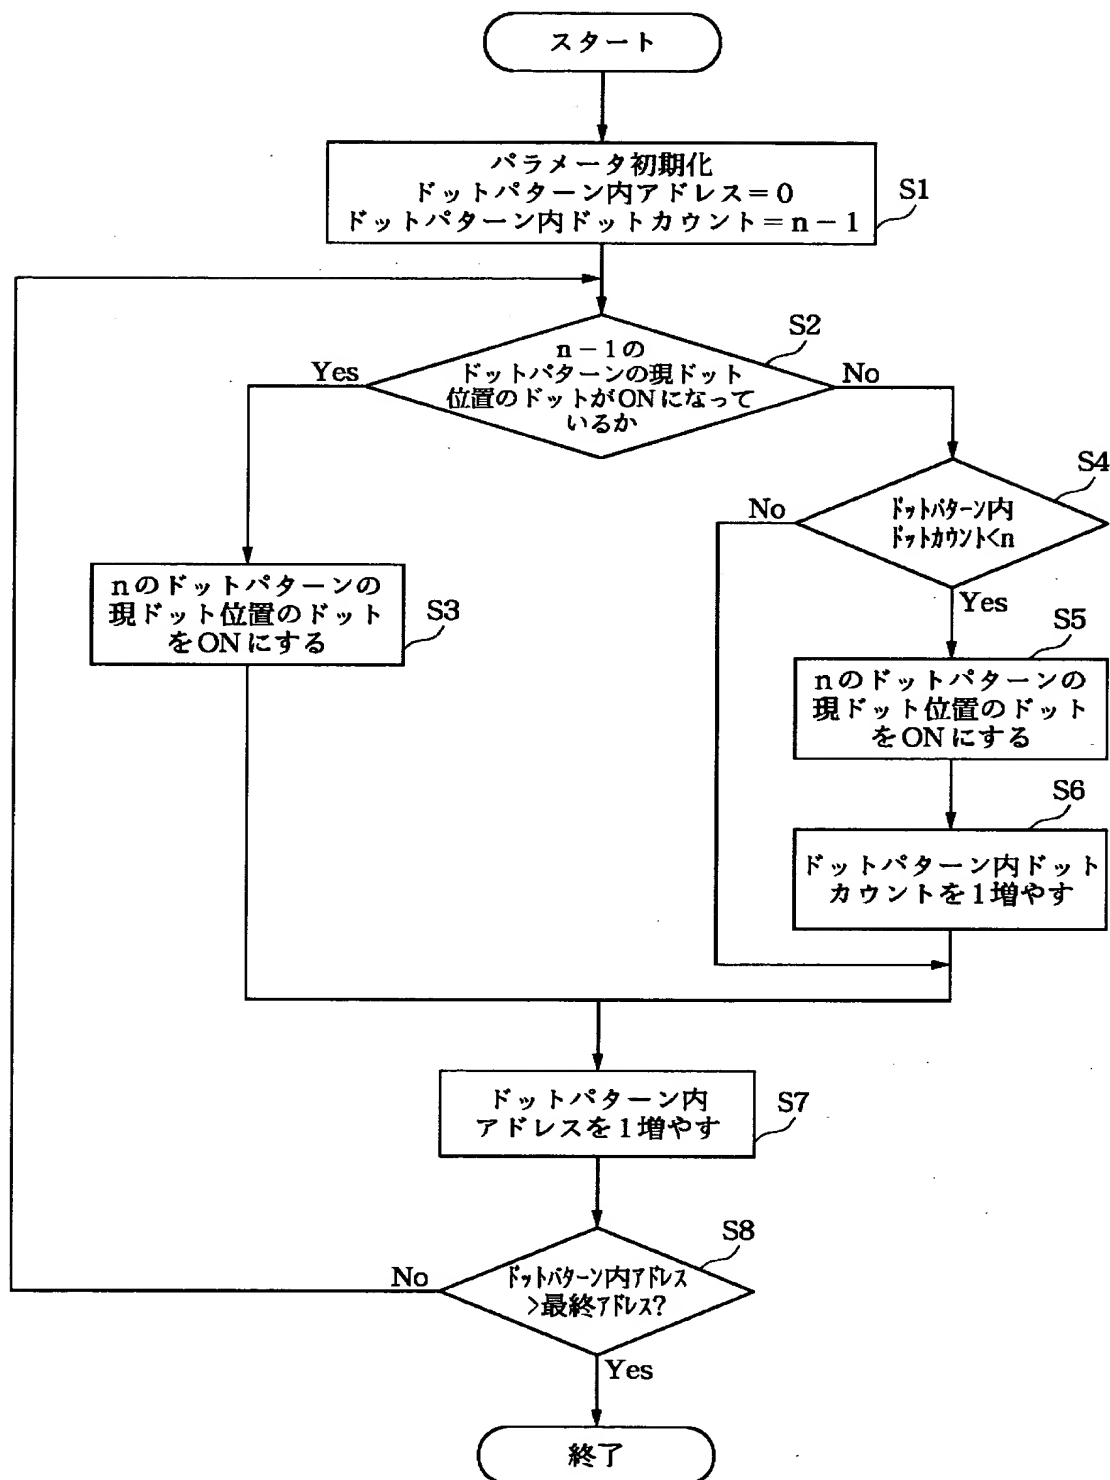 スタート
パラメータ初期化
ドットパターン内アドレス=0
ドットパターン内ドットカウント=n-1
S1
S2
n-1の
ドットパターンの現ドット
位置のドットがONになって
いるか
Yes
No
S4
ドットパターン内
ドットカウント<n
No
Yes
nのドットパターンの
現ドット位置のドット
をONにする
S3
S5
nのドットパターンの
現ドット位置のドット
をONにする
S6
ドットパターン内ドット
カウントを1増やす
ドットパターン内
アドレスを1増やす
S7
S8
ドットパターン内アドレス
>最終アドレス?
No
Yes
終了